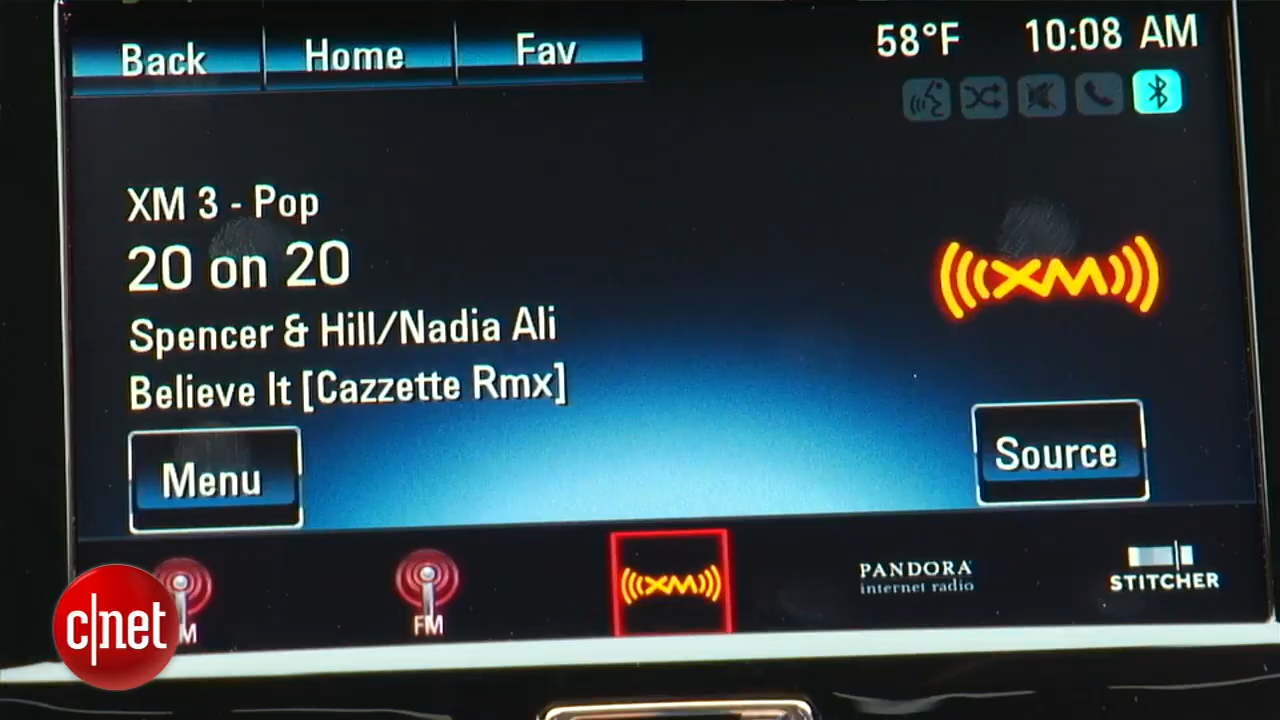 Back Home Fav 58°F 10:08 AM
XM 3 - Pop
20 on 20
Spencer & Hill/Nadia Ali
Believe It [Cazzette Rmx]
XM
Menu
Source
M
FM
XM
PANDORA
internet radio
STITCHER
c|net